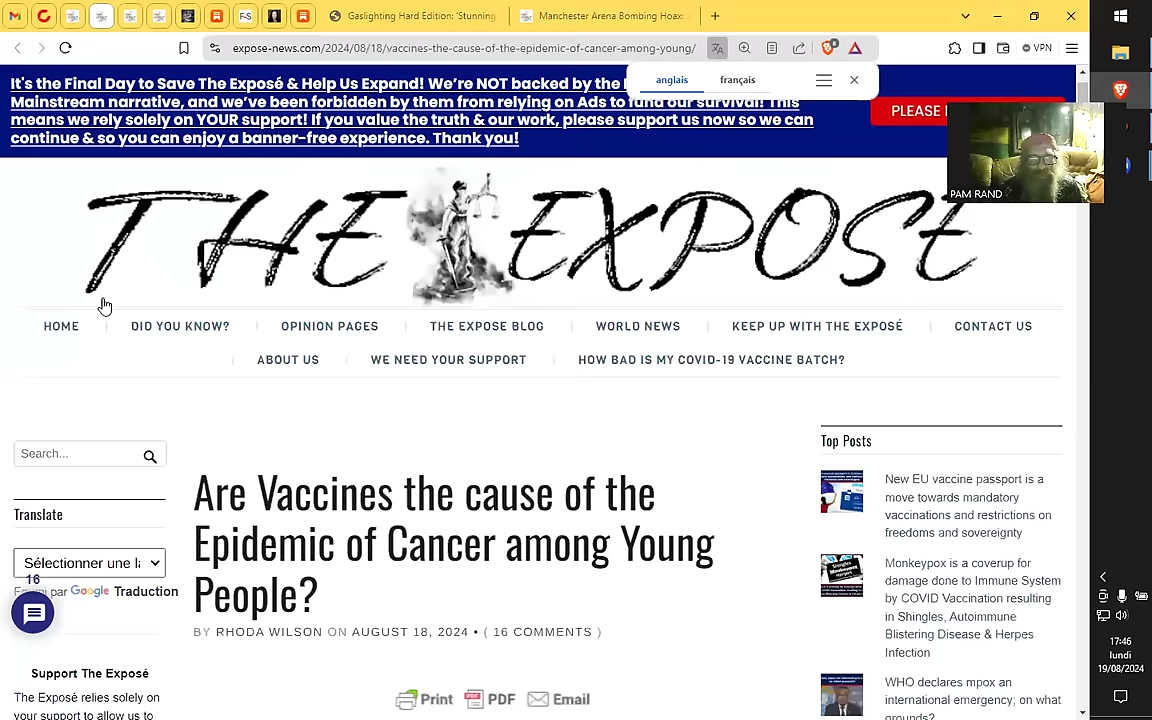 Gaslighting Hard Edition: 'Stunning
Manchester Arena Bombing Hoax:
expose-news.com/2024/08/18/vaccines-the-cause-of-the-epidemic-of-cancer-among-young/
VPN
anglais
français
It's the Final Day to Save The Exposé & Help Us Expand! We're NOT backed by the
Mainstream narrative, and we've been forbidden by them from relying on Ads to fund our survival! This
means we rely solely on YOUR support! If you value the truth & our work, please support us now so we can
continue & so you can enjoy a banner-free experience. Thank you!
PLEASE
PAM RAND
THE EXPOSE
HOME
DID YOU KNOW?
OPINION PAGES
THE EXPOSE BLOG
WORLD NEWS
KEEP UP WITH THE EXPOSÉ
CONTACT US
ABOUT US
WE NEED YOUR SUPPORT
HOW BAD IS MY COVID-19 VACCINE BATCH?
Search...
Translate
Sélectionner une la
16
par Google Traduction
Support The Exposé
The Exposé relies solely on
your support to allow us to
Are Vaccines the cause of the
Epidemic of Cancer among Young
People?
BY RHODA WILSON ON AUGUST 18, 2024 • ( 16 COMMENTS )
Print
PDF
Email
Top Posts
New EU vaccine passport is a
move towards mandatory
vaccinations and restrictions on
freedoms and sovereignty
Monkeypox is a coverup for
damage done to Immune System
by COVID Vaccination resulting
in Shingles, Autoimmune
Blistering Disease & Herpes
Infection
WHO declares mpox an
international emergency; on what
grounds?
17:46
lundi
19/08/2024